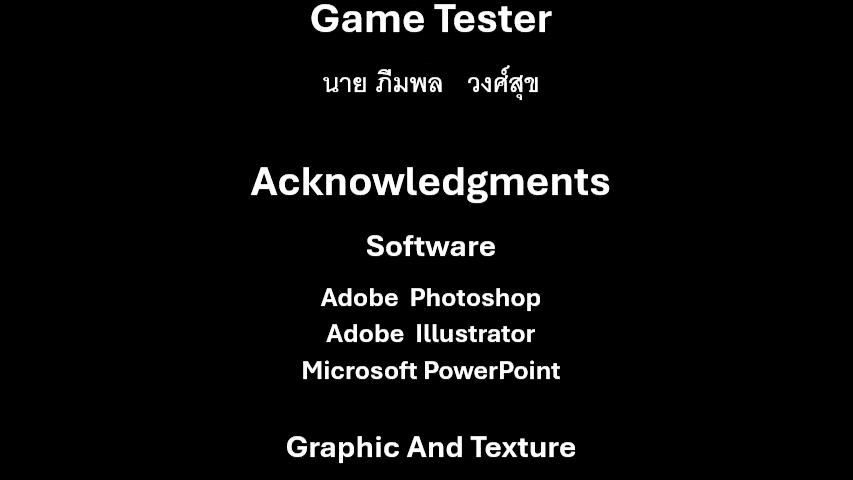 Game Tester
นาย ภีมพล วงศ์สุข
Acknowledgments
Software
Adobe Photoshop
Adobe Illustrator
Microsoft PowerPoint
Graphic And Texture